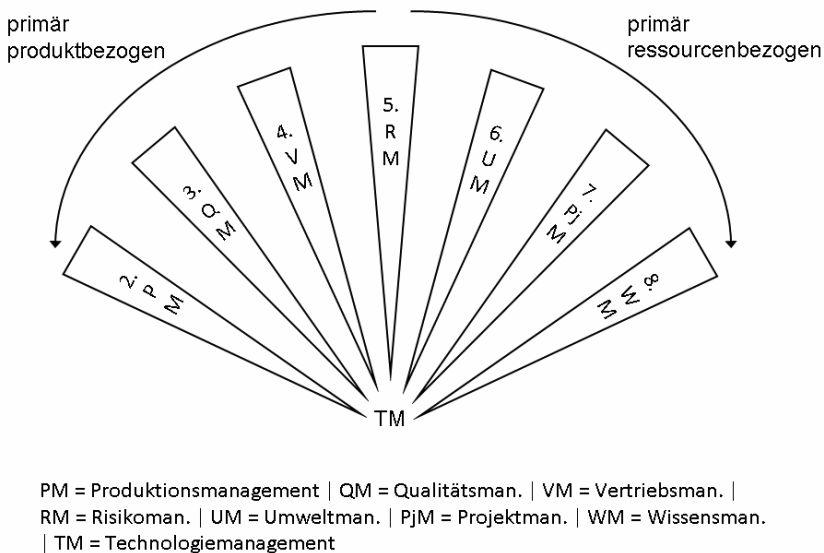 primär
produktbezogen
primär
ressourcenbezogen
2.
P
M
3.
Q
M
4.
V
M
5.
R
M
6.
U
M
7.
Pj
M
8.
W
M
TM
PM = Produktionsmanagement | QM = Qualitätsman. | VM = Vertriebsman. |
RM = Risikoman. | UM = Umweltman. | PjM = Projektman. | WM = Wissensman.
| TM = Technologiemanagement